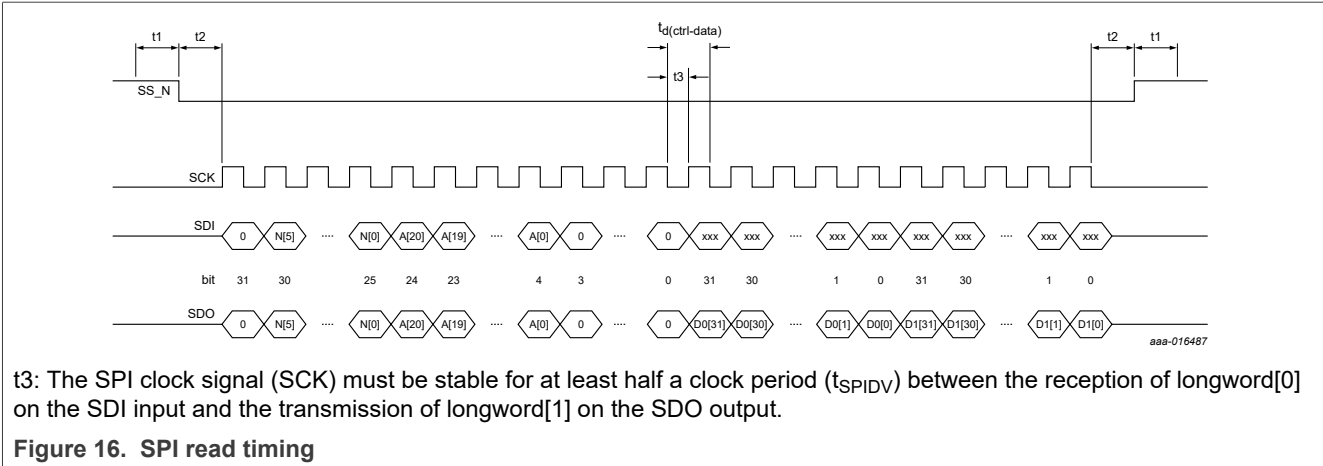 t1 t2 td(ctrl-data) t2 t1
t3
SS_N
SCK
SDI 0 N[5] .... N[0] A[20] A[19] .... A[0] 0 .... 0 xxx xxx .... xxx xxx xxx xxx .... xxx xxx
bit 31 30 25 24 23 4 3 0 31 30 1 0 31 30 1 0
SDO 0 N[5] .... N[0] A[20] A[19] .... A[0] 0 .... 0 D0[31] D0[30] .... D0[1] D0[0] D1[31] D1[30] .... D1[1] D1[0]
aaa-016487
t3: The SPI clock signal (SCK) must be stable for at least half a clock period (tSPIDV) between the reception of longword[0]
on the SDI input and the transmission of longword[1] on the SDO output.
Figure 16. SPI read timing